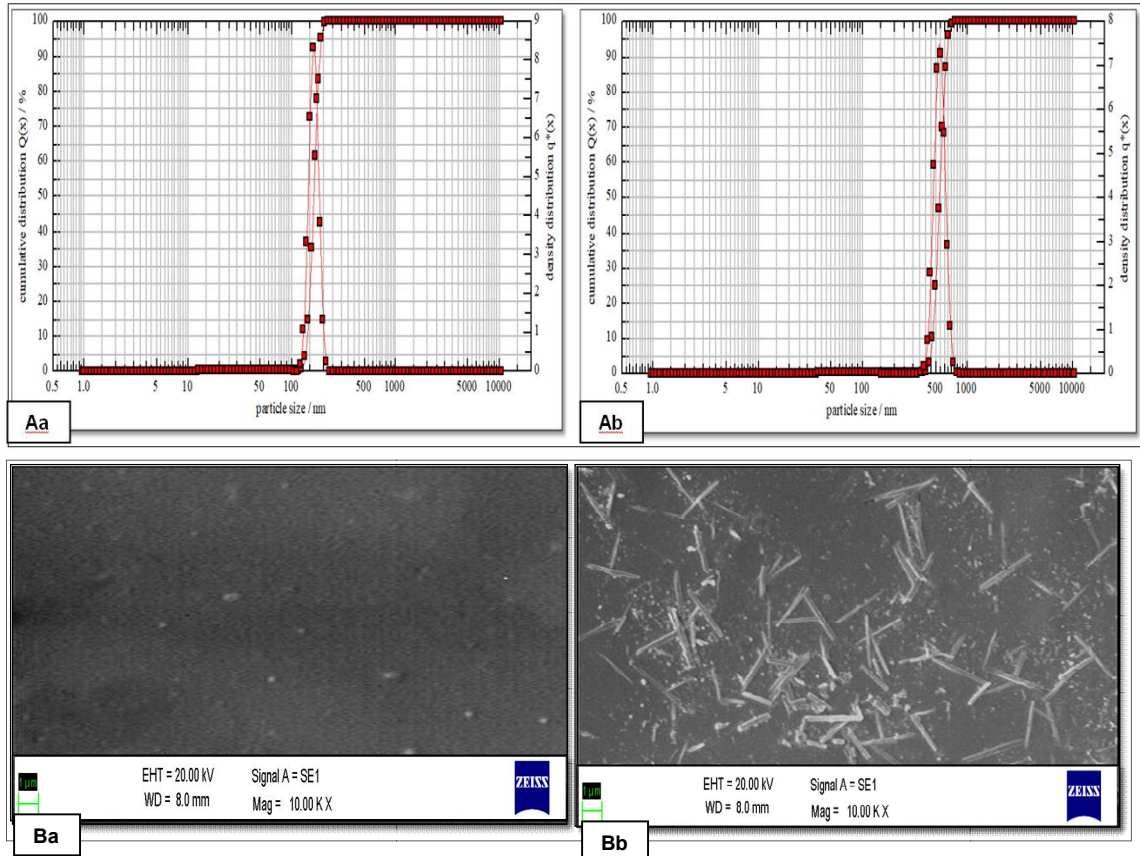 100 90 80 70 60 50 40 30 20 10 0
cumulative distribution Q(x) / %
9 8 7 6 5 4 3 2 1 0
density distribution q*(x)
0.5 1.0 5 10 50 100 500 1000 5000 10000
particle size / nm
Aa
100 90 80 70 60 50 40 30 20 10 0
cumulative distribution Q(x) / %
8 7 6 5 4 3 2 1 0
density distribution q*(x)
0.5 1.0 5 10 50 100 500 1000 5000 10000
particle size / nm
Ab
1 µm
EHT = 20.00 kV Signal A = SE1
WD = 8.0 mm Mag = 10.00 K X
ZEISS
Ba
1 µm
EHT = 20.00 kV Signal A = SE1
WD = 8.0 mm Mag = 10.00 K X
ZEISS
Bb